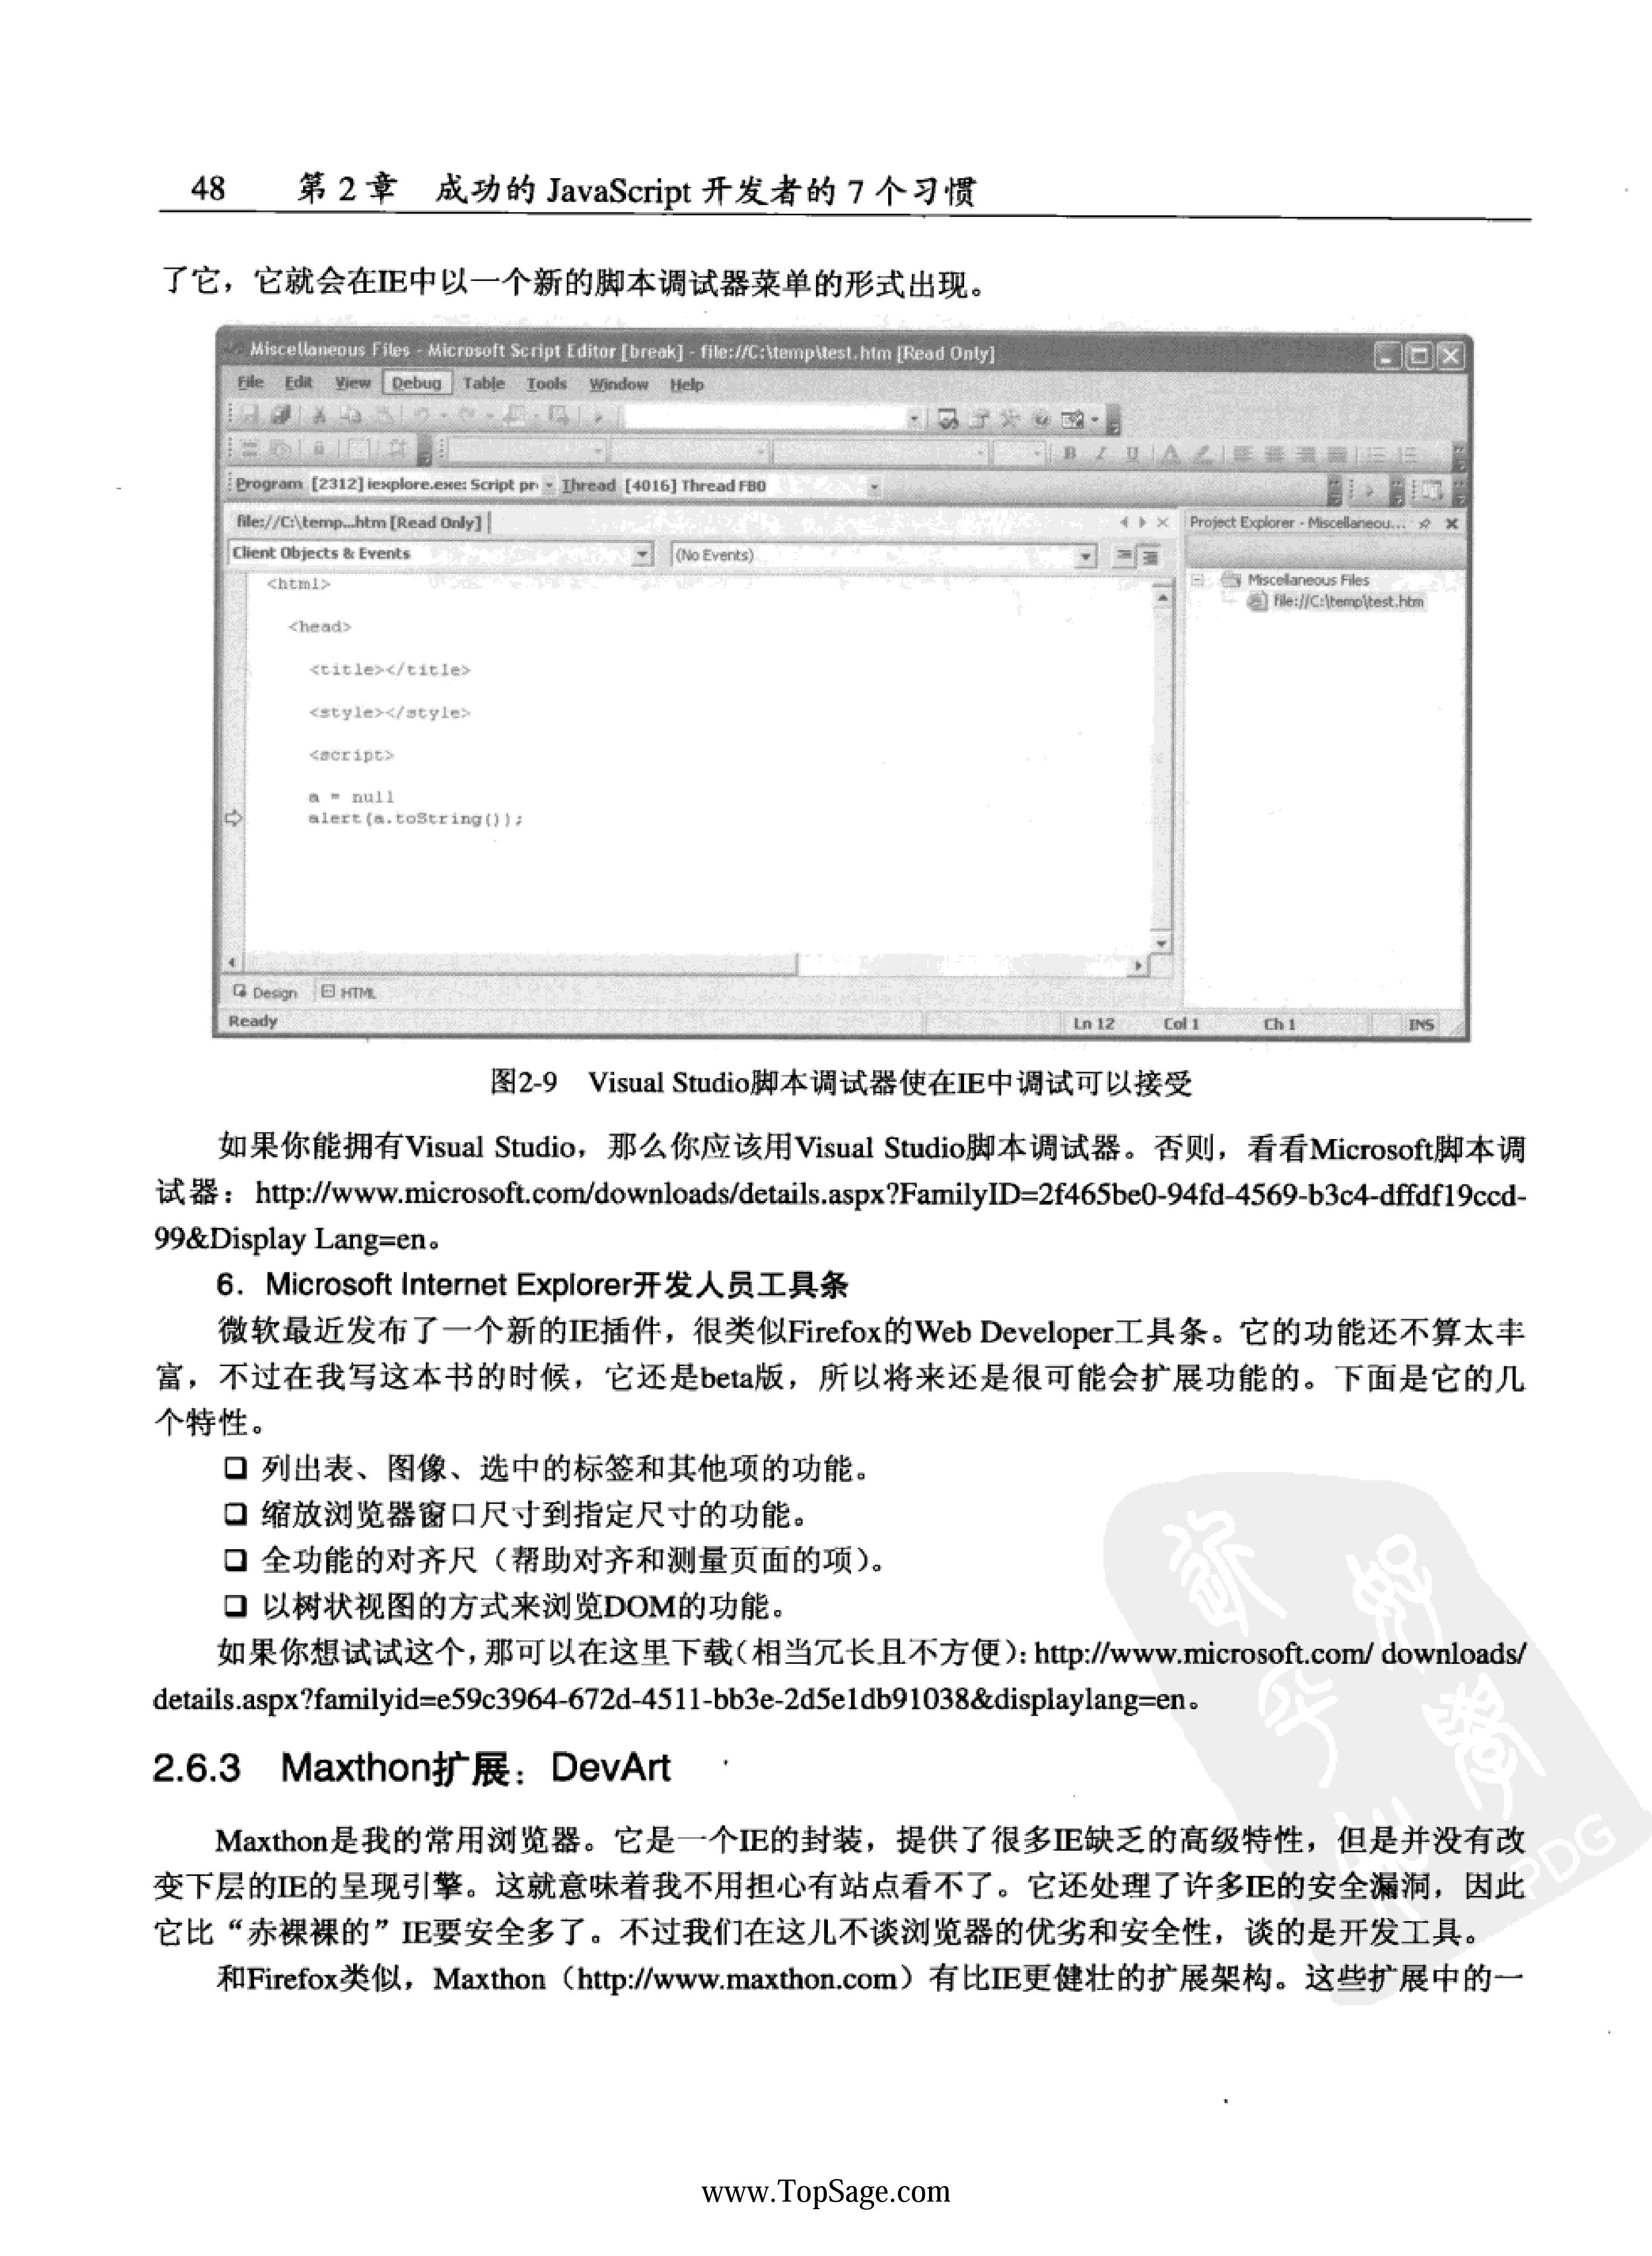 48 第 2 章 成功的 JavaScript 开发者的 7 个习惯
了它，它就会在IE中以一个新的脚本调试器菜单的形式出现。
Miscellaneous Files - Microsoft Script Editor [break] - file://C:\temp\test.htm [Read Only]
File Edit View Debug Table Tools Window Help
B I U A
Program [2312] iexplore.exe: Script pr Thread [4016] Thread FBO
file://C:\temp...htm [Read Only] Project Explorer - Miscellaneou...
Client Objects & Events (No Events)
Miscellaneous Files
file://C:\temp\test.htm
<html>
<head>
<title></title>
<style></style>
<script>
a = null
alert(a.toString());
Design HTML
Ready Ln 12 Col 1 Ch 1 INS
图2-9 Visual Studio脚本调试器使在IE中调试可以接受
如果你能拥有Visual Studio，那么你应该用Visual Studio脚本调试器。否则，看看Microsoft脚本调
试器：http://www.microsoft.com/downloads/details.aspx?FamilyID=2f465be0-94fd-4569-b3c4-dffdf19ccd-
99&Display Lang=en。
6．Microsoft Internet Explorer开发人员工具条
微软最近发布了一个新的IE插件，很类似Firefox的Web Developer工具条。它的功能还不算太丰
富，不过在我写这本书的时候，它还是beta版，所以将来还是很可能会扩展功能的。下面是它的几
个特性。
❑ 列出表、图像、选中的标签和其他项的功能。
❑ 缩放浏览器窗口尺寸到指定尺寸的功能。
❑ 全功能的对齐尺（帮助对齐和测量页面的项）。
❑ 以树状视图的方式来浏览DOM的功能。
如果你想试试这个，那可以在这里下载（相当冗长且不方便）：http://www.microsoft.com/ downloads/
details.aspx?familyid=e59c3964-672d-4511-bb3e-2d5e1db91038&displaylang=en。
2.6.3 Maxthon扩展：DevArt
Maxthon是我的常用浏览器。它是一个IE的封装，提供了很多IE缺乏的高级特性，但是并没有改
变下层的IE的呈现引擎。这就意味着我不用担心有站点看不了。它还处理了许多IE的安全漏洞，因此
它比“赤裸裸的”IE要安全多了。不过我们在这儿不谈浏览器的优劣和安全性，谈的是开发工具。
和Firefox类似，Maxthon（http://www.maxthon.com）有比IE更健壮的扩展架构。这些扩展中的一
PDG
www.TopSage.com